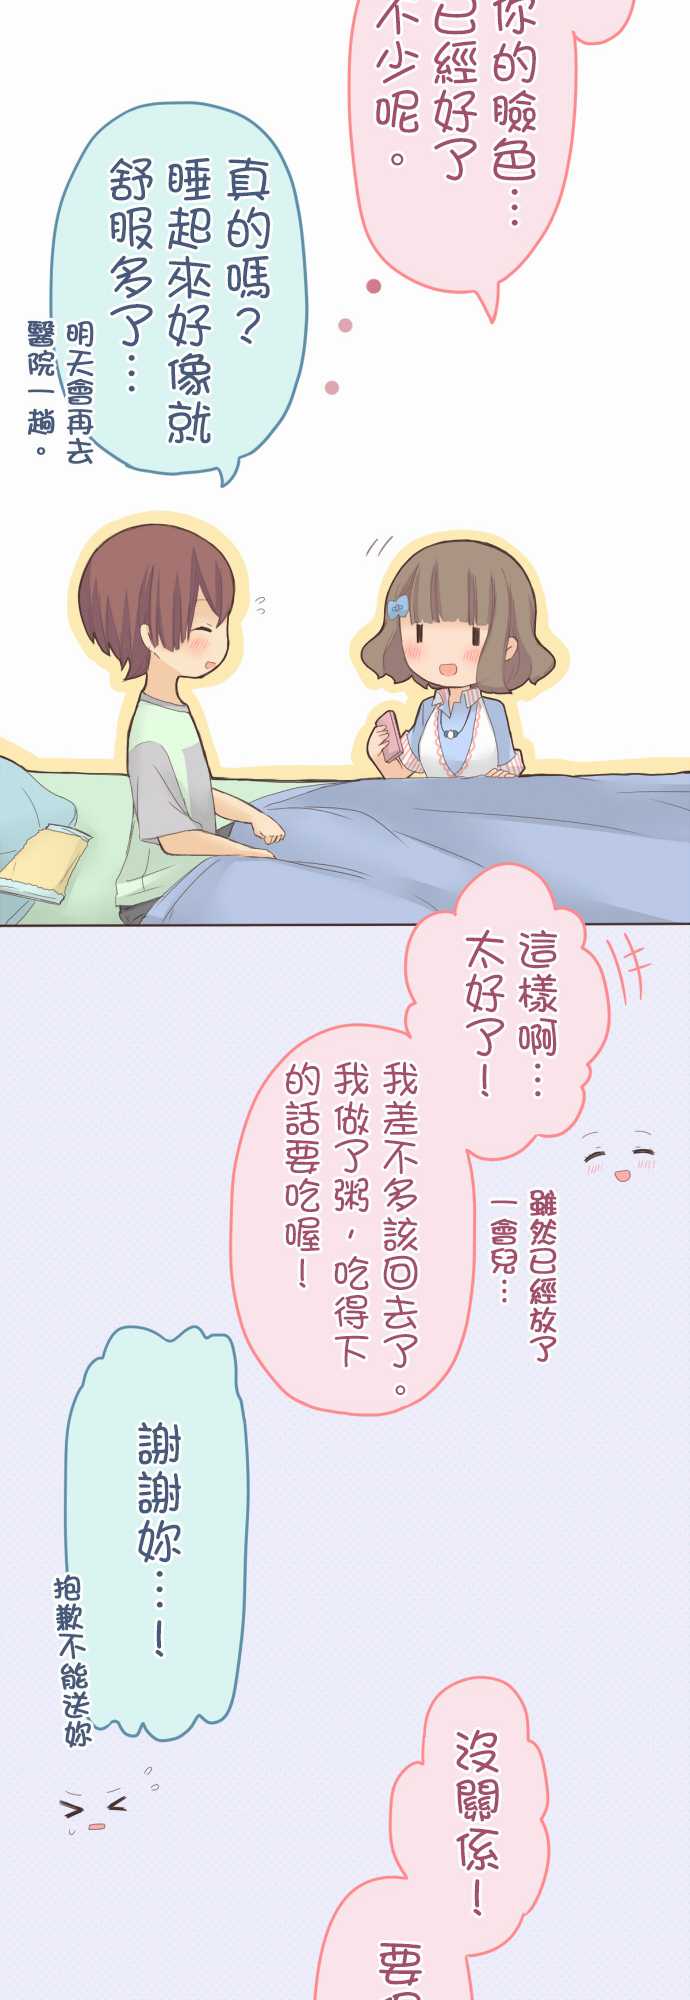 你的臉色…
已經好了
不少呢。
真的嗎？
睡起來好像就
舒服多了…
明天會再去
醫院一趟。
這樣啊…
太好了！
雖然已經放了
一會兒…
我差不多該回去了。
我做了粥，吃得下
的話要吃喔！
謝謝妳…！
抱歉不能送妳
沒關係！
要